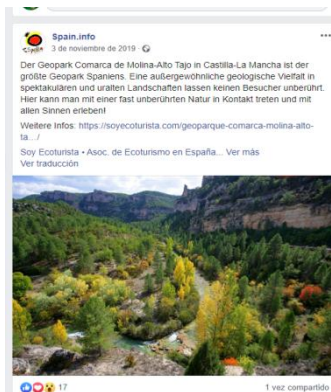 Spain.info
3 de noviembre de 2019 ·
Der Geopark Comarca de Molina-Alto Tajo in Castilla-La Mancha ist der
größte Geopark Spaniens. Eine außergewöhnliche geologische Vielfalt in
spektakulären und uralten Landschaften lassen keinen Besucher unberührt.
Hier kann man mit einer fast unberührten Natur in Kontakt treten und mit
allen Sinnen erleben!
Weitere Infos: https://soyecoturista.com/geoparque-comarca-molina-alto-
ta.../
Soy Ecoturista • Asoc. de Ecoturismo en España... Ver más
Ver traducción
17
1 vez compartido